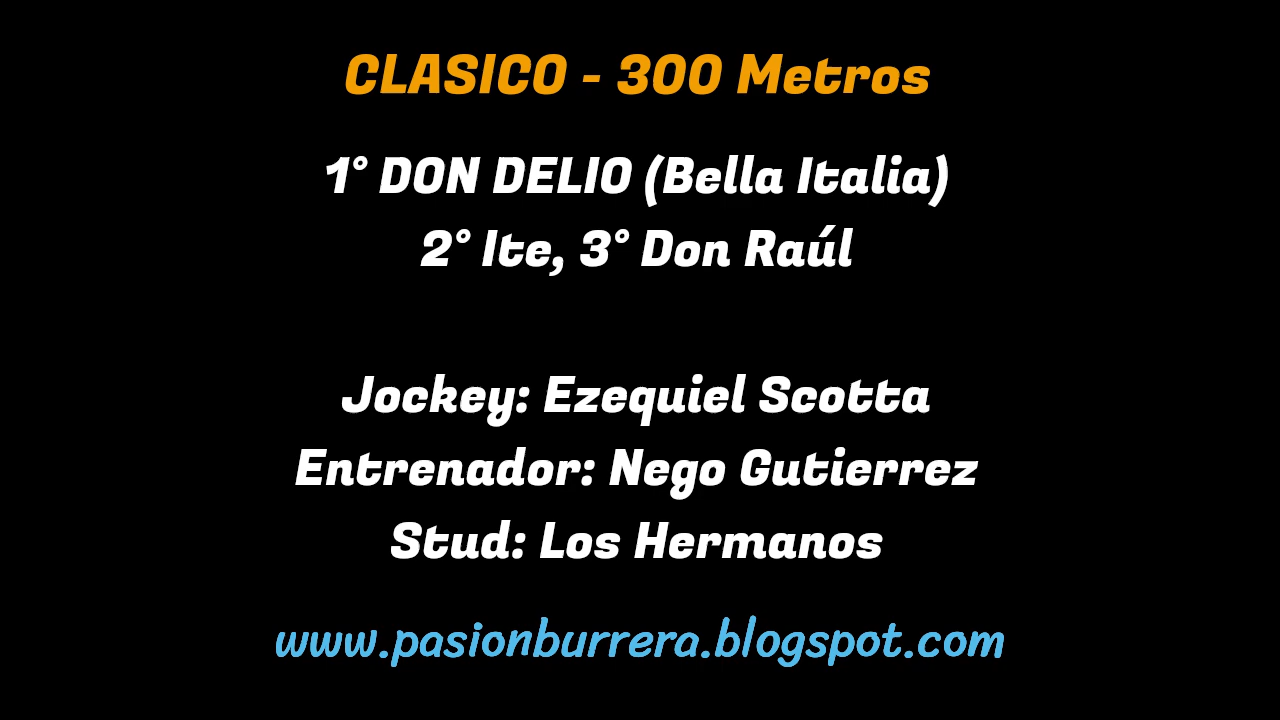 CLASICO - 300 Metros
1° DON DELIO (Bella Italia)
2° Ite, 3° Don Raúl
Jockey: Ezequiel Scotta
Entrenador: Nego Gutierrez
Stud: Los Hermanos
www.pasionburrera.blogspot.com